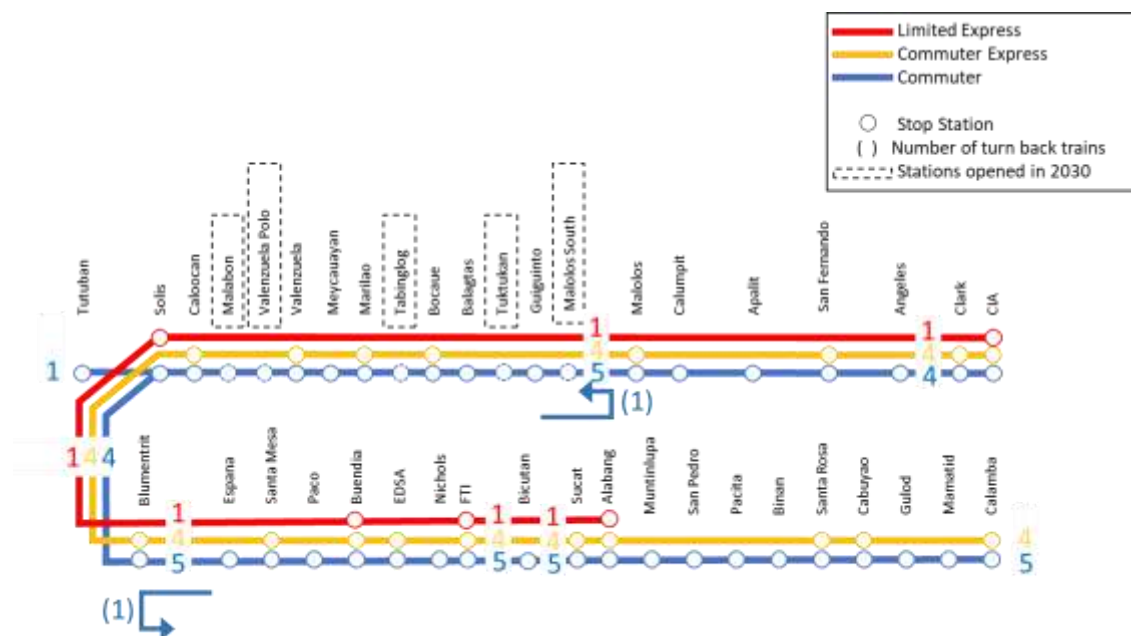 Limited Express
Commuter Express
Commuter
Stop Station
( ) Number of turn back trains
Stations opened in 2030
Tutuban
Solis
Caloocan
Malabon
Valenzuela Polo
Valenzuela
Meycauayan
Marilao
Tabinglog
Bocaue
Balagtas
Tuktukan
Guiguinto
Malolos South
Malolos
Calumpit
Apalit
San Fernando
Angeles
Clark
CIA
1 1
4 4
1 5 4
(1)
1 4 4
Blumentrit
Espana
Santa Mesa
Paco
Buendia
EDSA
Nichols
FTI
Bicutan
Sucat
Alabang
Muntinlupa
San Pedro
Pacita
Binan
Santa Rosa
Cabuyao
Gulod
Mamatid
Calamba
1 1 1
4 4 4 4
5 5 5 5
(1)